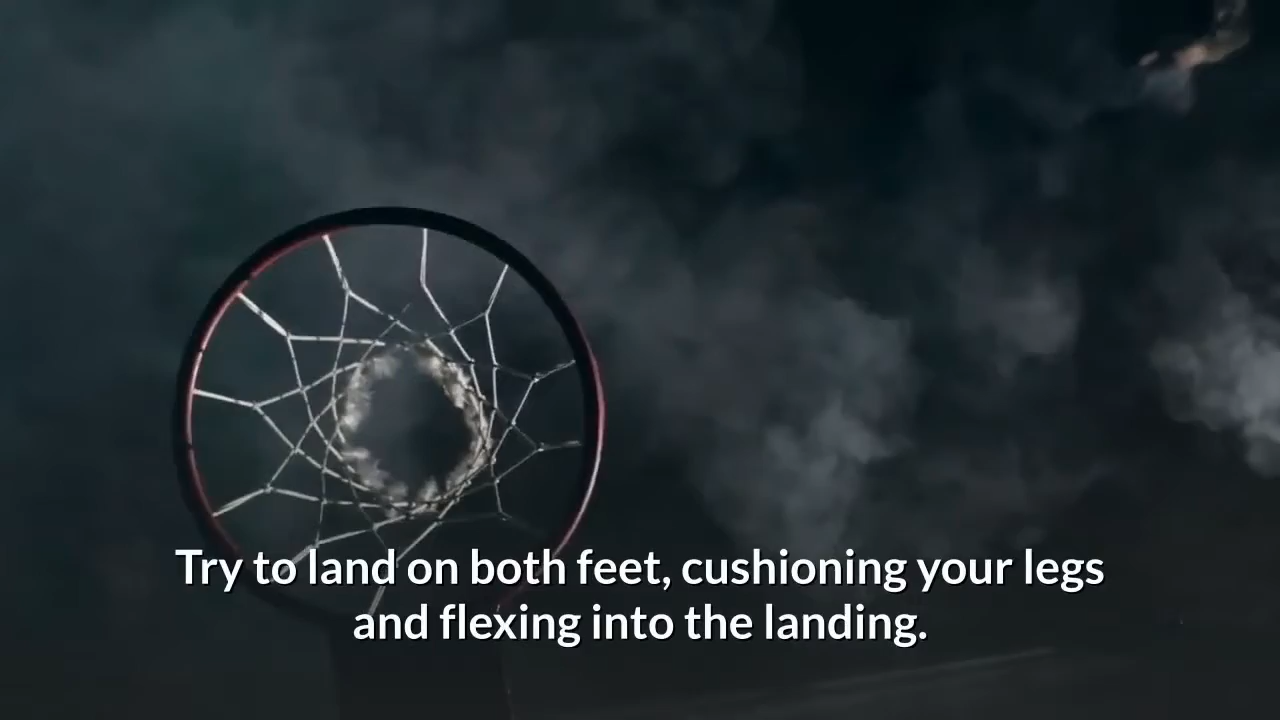 Try to land on both feet, cushioning your legs
and flexing into the landing.